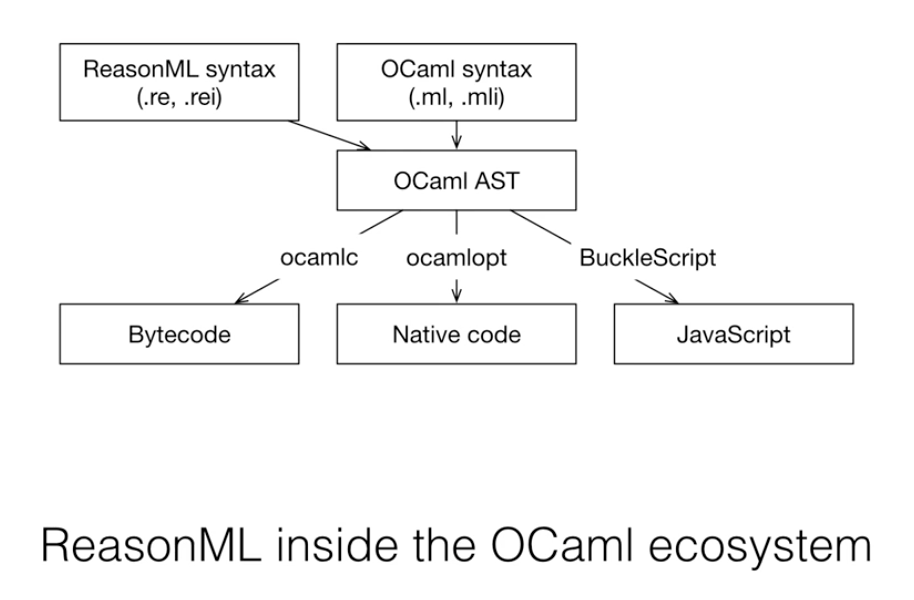 ReasonML syntax
(.re, .rei)
OCaml syntax
(.ml, .mli)
OCaml AST
ocamlc
ocamlopt
BuckleScript
Bytecode
Native code
JavaScript
ReasonML inside the OCaml ecosystem